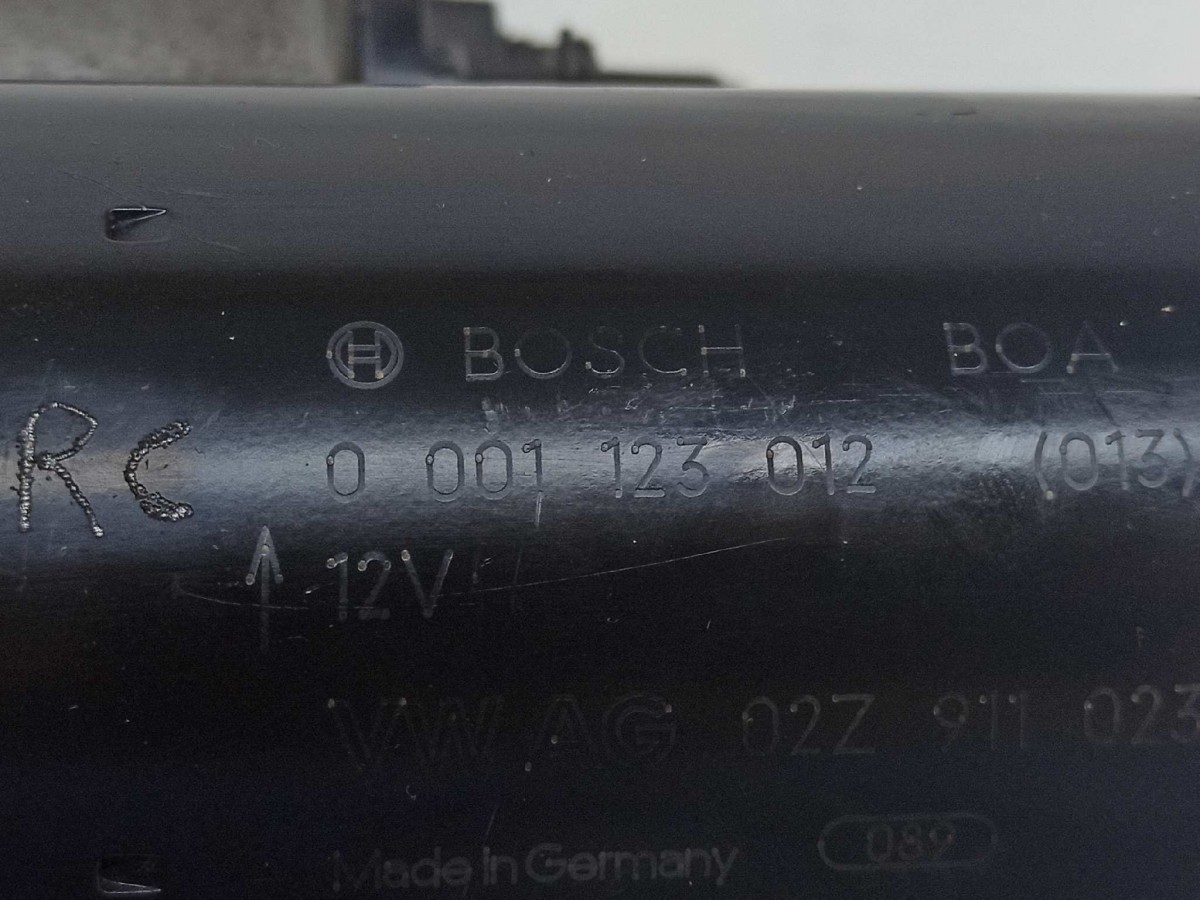 BOSCH BOA
RC
0 001 123 012 (013)
12V
VW AG 02Z 911 023
Made in Germany 089